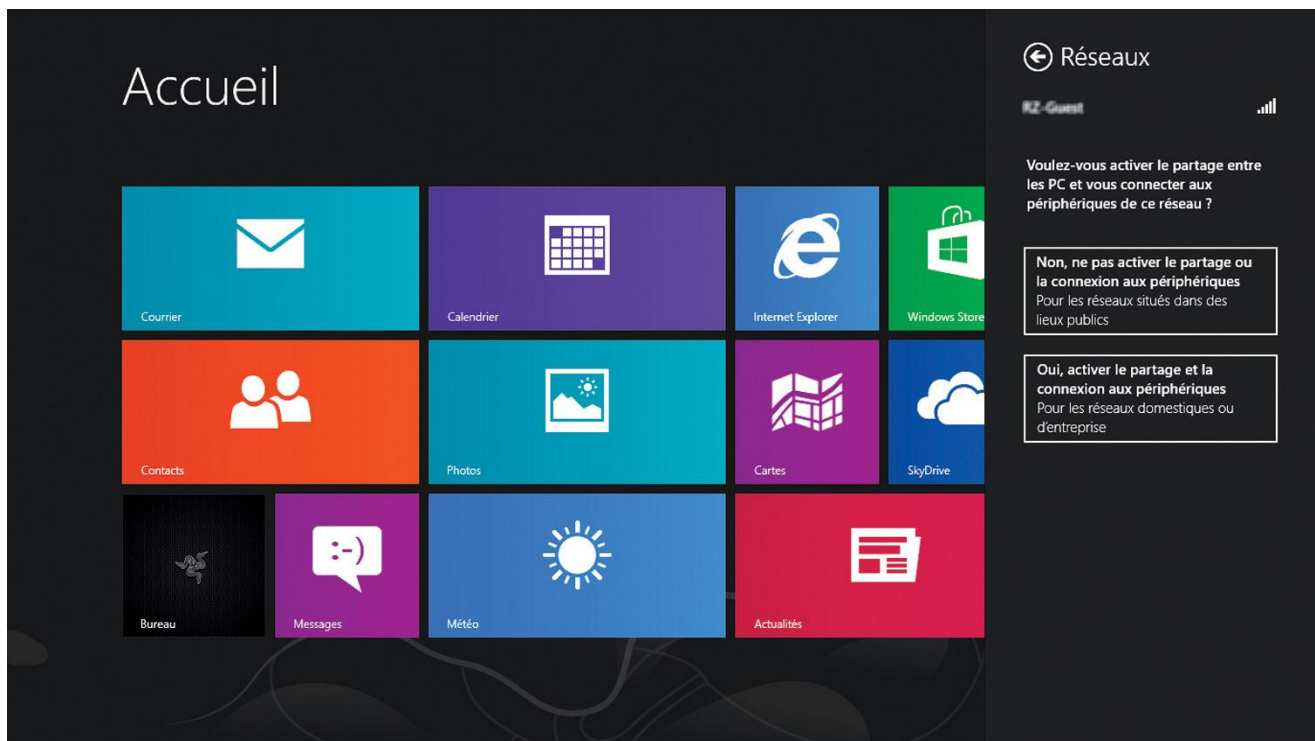 Accueil
Courrier
Calendrier
Internet Explorer
Windows Store
Contacts
Photos
Cartes
SkyDrive
Bureau
:-)
Messages
Météo
Actualités
Réseaux
RZ-Guest
Voulez-vous activer le partage entre
les PC et vous connecter aux
périphériques de ce réseau ?
Non, ne pas activer le partage ou
la connexion aux périphériques
Pour les réseaux situés dans des
lieux publics
Oui, activer le partage et la
connexion aux périphériques
Pour les réseaux domestiques ou
d'entreprise